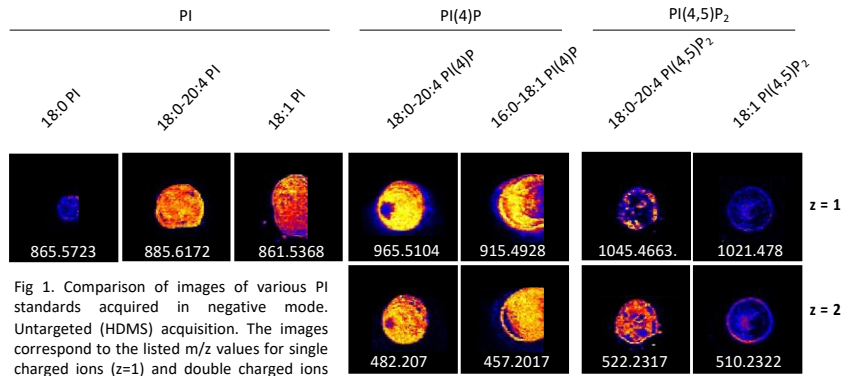 PI
PI(4)P
PI(4,5)P₂
18:0 PI
18:0-20:4 PI
18:1 PI
18:0-20:4 PI(4)P
16:0-18:1 PI(4)P
18:0-20:4 PI(4,5)P₂
18:1 PI(4,5)P₂
865.5723
885.6172
861.5368
965.5104
915.4928
1045.4663.
1021.478
z = 1
482.207
457.2017
522.2317
510.2322
z = 2
Fig 1. Comparison of images of various PI
standards acquired in negative mode.
Untargeted (HDMS) acquisition. The images
correspond to the listed m/z values for single
charged ions (z=1) and double charged ions